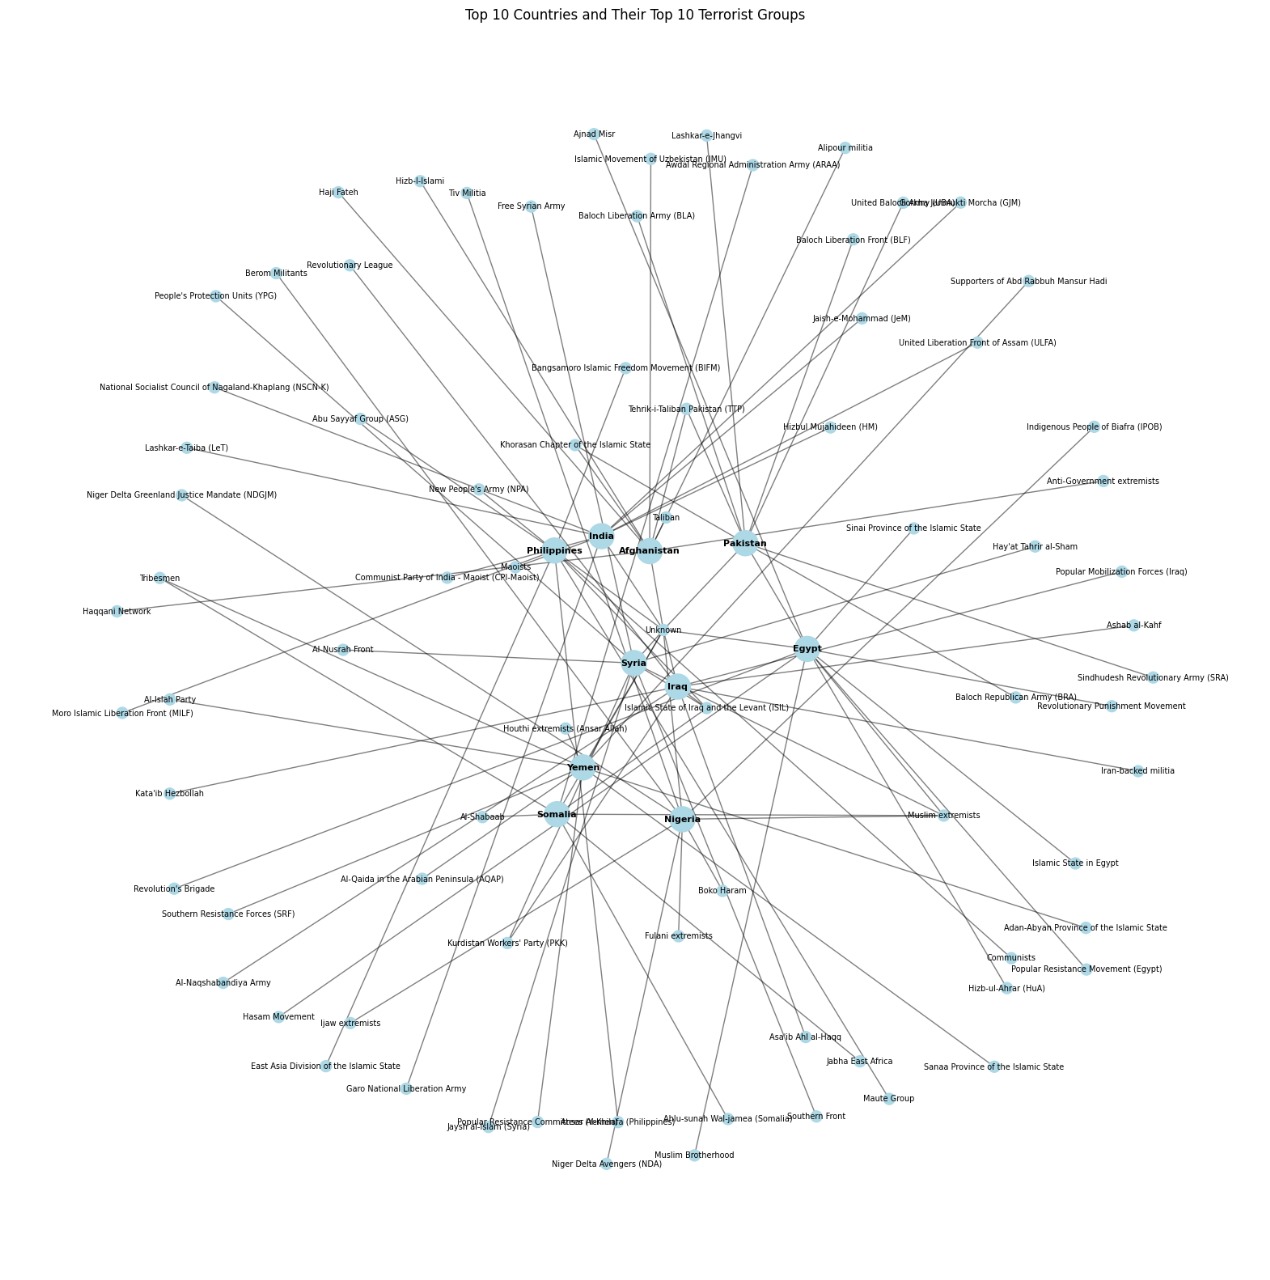 Top 10 Countries and Their Top 10 Terrorist Groups
Ajnad Misr
Lashkar-e-Jhangvi
Alipour militia
Islamic Movement of Uzbekistan (IMU)
Awdal Regional Administration Army (ARAA)
Hizb-I-Islami
Haji Fateh
Tiv Militia
Free Syrian Army
United Baloch Army (UBA)
Gorkha Janmukti Morcha (GJM)
Baloch Liberation Army (BLA)
Baloch Liberation Front (BLF)
Revolutionary League
Berom Militants
Supporters of Abd Rabbuh Mansur Hadi
People's Protection Units (YPG)
Jaish-e-Mohammad (JeM)
United Liberation Front of Assam (ULFA)
Bangsamoro Islamic Freedom Movement (BIFM)
National Socialist Council of Nagaland-Khaplang (NSCN-K)
Tehrik-i-Taliban Pakistan (TTP)
Abu Sayyaf Group (ASG)
Hizbul Mujahideen (HM)
Indigenous People of Biafra (IPOB)
Khorasan Chapter of the Islamic State
Lashkar-e-Taiba (LeT)
Anti-Government extremists
New People's Army (NPA)
Niger Delta Greenland Justice Mandate (NDGJM)
Taliban
Sinai Province of the Islamic State
India
Pakistan
Hay'at Tahrir al-Sham
Philippines
Afghanistan
Maoists
Popular Mobilization Forces (Iraq)
Tribesmen
Communist Party of India - Maoist (CPI-Maoist)
Haqqani Network
Ashab al-Kahf
Unknown
Al-Nusrah Front
Egypt
Syria
Sindhudesh Revolutionary Army (SRA)
Iraq
Baloch Republican Army (BRA)
Al-Islah Party
Revolutionary Punishment Movement
Islamic State of Iraq and the Levant (ISIL)
Moro Islamic Liberation Front (MILF)
Houthi extremists (Ansar Allah)
Yemen
Iran-backed militia
Kata'ib Hezbollah
Somalia
Muslim extremists
Al-Shabaab
Nigeria
Islamic State in Egypt
Al-Qaida in the Arabian Peninsula (AQAP)
Revolution's Brigade
Boko Haram
Southern Resistance Forces (SRF)
Adan-Abyan Province of the Islamic State
Fulani extremists
Kurdistan Workers' Party (PKK)
Communists
Popular Resistance Movement (Egypt)
Al-Naqshabandiya Army
Hizb-ul-Ahrar (HuA)
Hasam Movement
Ijaw extremists
Asa'ib Ahl al-Haqq
Jabha East Africa
East Asia Division of the Islamic State
Sanaa Province of the Islamic State
Garo National Liberation Army
Maute Group
Southern Front
Ahlu-sunah Wal-jamea (Somalia)
Popular Resistance Committees
Ansar Al-Khilafa (Philippines)
Jaysh al-Islam (Syria)
Muslim Brotherhood
Niger Delta Avengers (NDA)